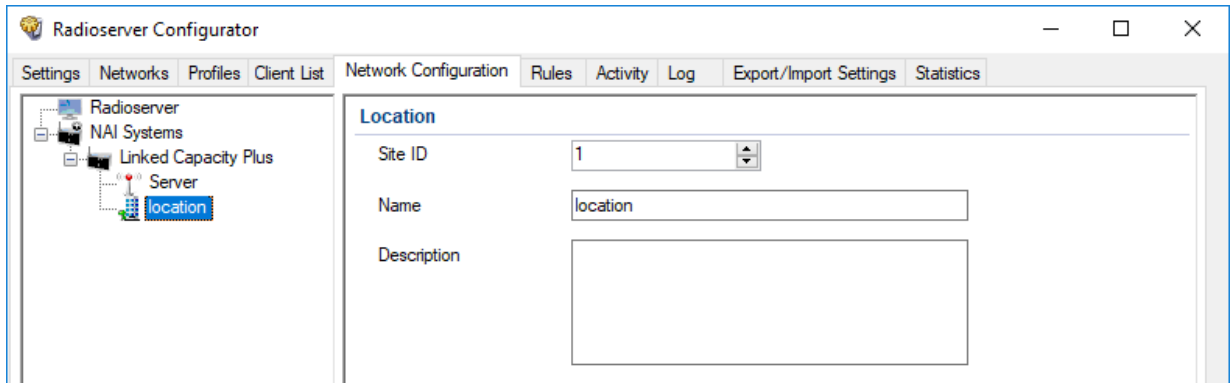 Radioserver Configurator
Settings Networks Profiles Client List Network Configuration Rules Activity Log Export/Import Settings Statistics
Radioserver
NAI Systems
Linked Capacity Plus
Server
location
Location
Site ID 1
Name location
Description